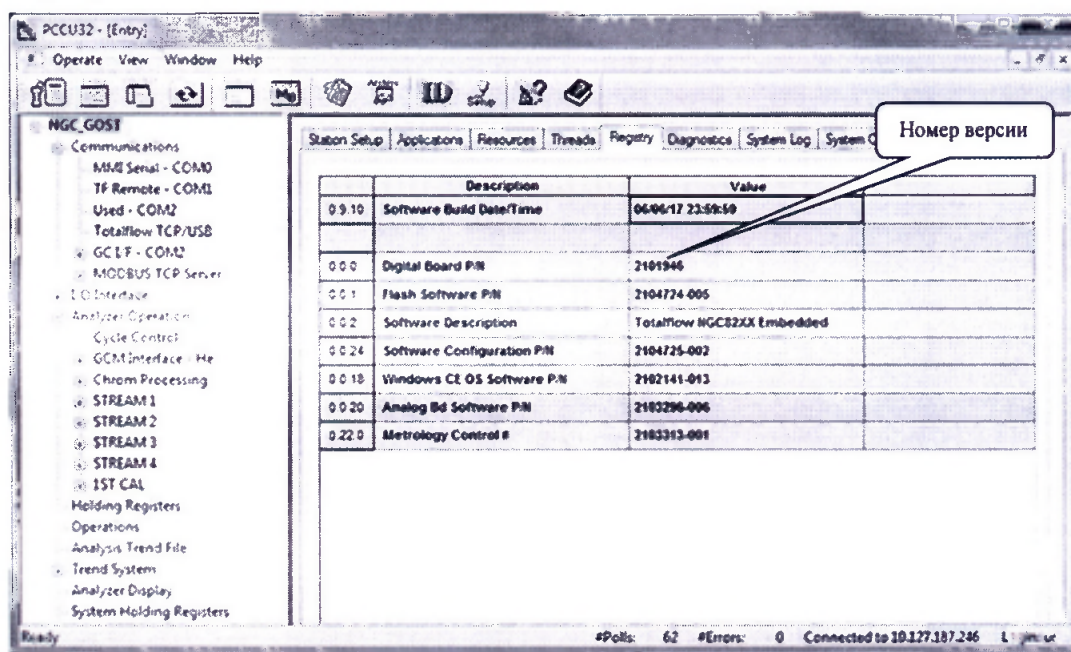 PCCU32 - [Entry]
Operate View Window Help
NGC_GOST
Communications
MMI Serial - COM0
TF Remote - COM1
Used - COM2
Totalflow TCP/USB
GC I/F - COM2
MODBUS TCP Server
I/O Interface
Analyzer Operation
Cycle Control
GCM Interface - He
Chrom Processing
STREAM 1
STREAM 2
STREAM 3
STREAM 4
1ST CAL
Holding Registers
Operations
Analysis Trend File
Trend System
Analyzer Display
System Holding Registers
Station Setup Applications Resources Threads Registry Diagnostics System Log System
Номер версии
Description Value
0.9.10 Software Build Date/Time 06/06/17 23:59:59
0.0.0 Digital Board P/N 2101946
0.0.1 Flash Software P/N 2104774-005
0.0.2 Software Description Totalflow NGC82XX Embedded
0.0.24 Software Configuration P/N 2104725-002
0.0.18 Windows CE OS Software P/N 2102141-013
0.0.20 Analog Bd Software P/N 2103296-006
0.22.0 Metrology Control # 2103313-001
Ready #Polls: 62 #Errors: 0 Connected to 10.127.187.246